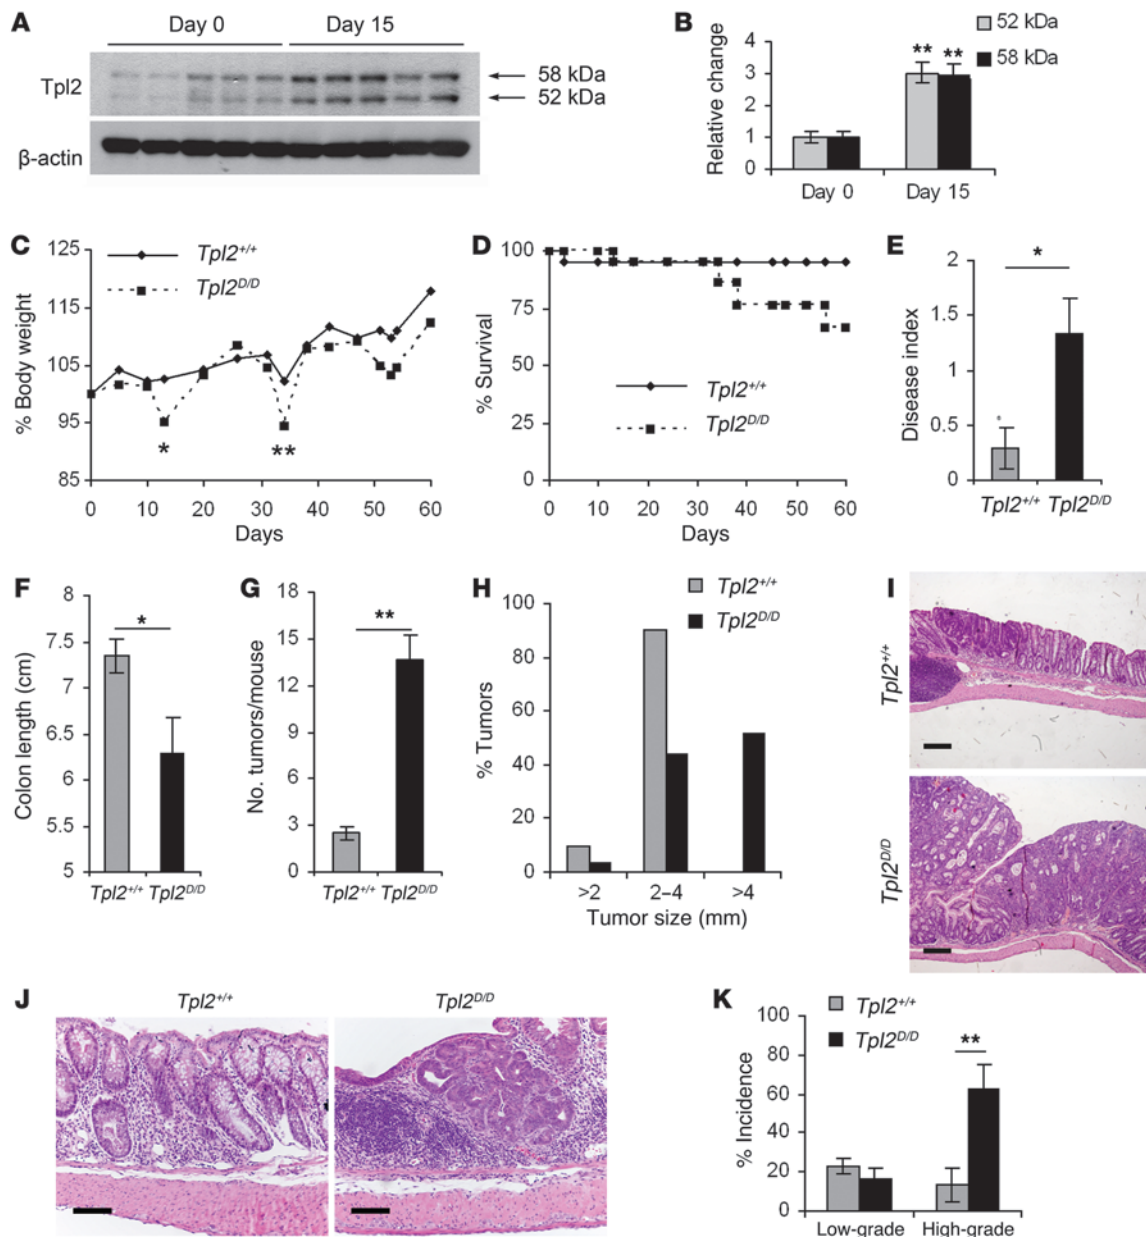 A
Day 0 Day 15
Tpl2
58 kDa
52 kDa
β-actin
B
52 kDa
58 kDa
Relative change
4
3
2
1
0
** **
Day 0 Day 15
C
Tpl2+/+
Tpl2D/D
% Body weight
125
115
105
95
85
* **
0 10 20 30 40 50 60
Days
D
% Survival
100
75
50
25
0
Tpl2+/+
Tpl2D/D
0 10 20 30 40 50 60
Days
E
Disease index
2
1.5
1
0.5
0
*
*
Tpl2+/+ Tpl2D/D
F
Colon length (cm)
8
7.5
7
6.5
6
5.5
5
*
Tpl2+/+ Tpl2D/D
G
No. tumors/mouse
18
15
12
9
6
3
0
**
Tpl2+/+ Tpl2D/D
H
Tpl2+/+
Tpl2D/D
% Tumors
100
80
60
40
20
0
>2 2–4 >4
Tumor size (mm)
I
Tpl2+/+
Tpl2D/D
J
Tpl2+/+ Tpl2D/D
K
Tpl2+/+
Tpl2D/D
% Incidence
100
80
60
40
20
0
**
Low-grade High-grade